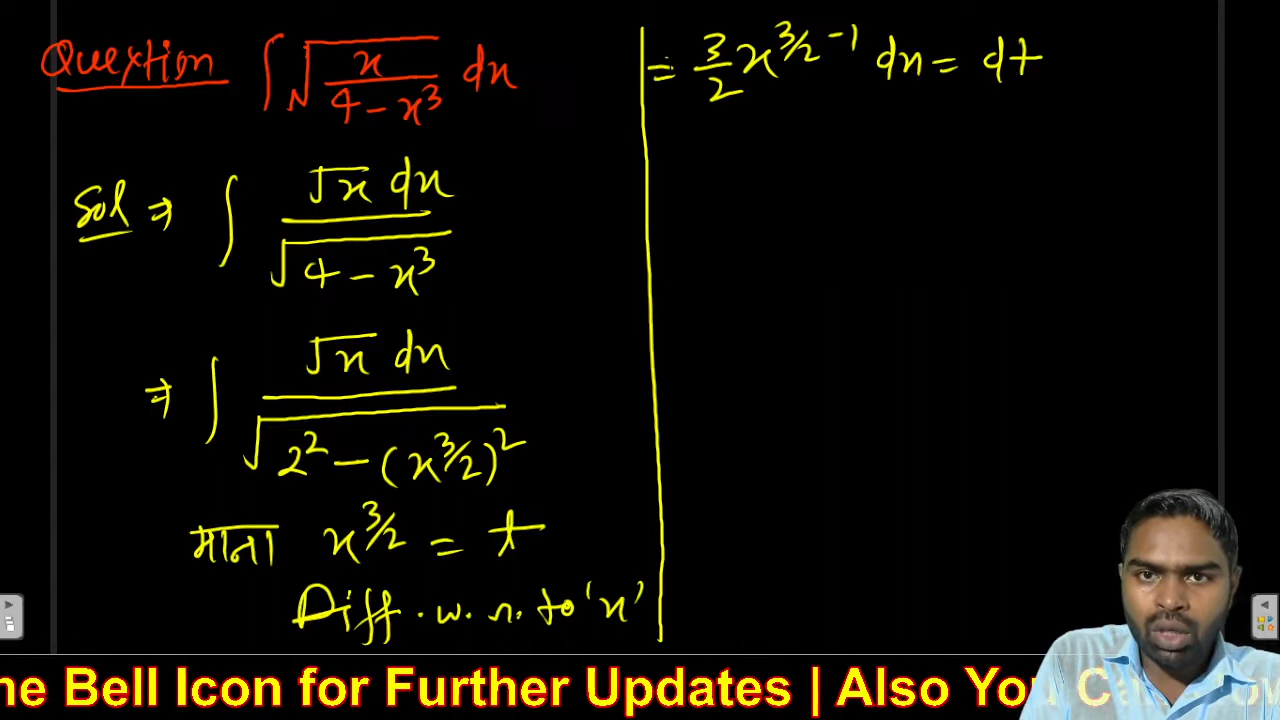 Question ∫ √(x/(4 - x³)) dx
Sol ⇒ ∫ √x dx / √(4 - x³)
⇒ ∫ √x dx / √(2² - (x^3/2)²)
माना x^3/2 = t
Diff. w. r. to 'x'
= 3/2 x^(3/2 - 1) dx = dt
ne Bell Icon for Further Updates | Also You C